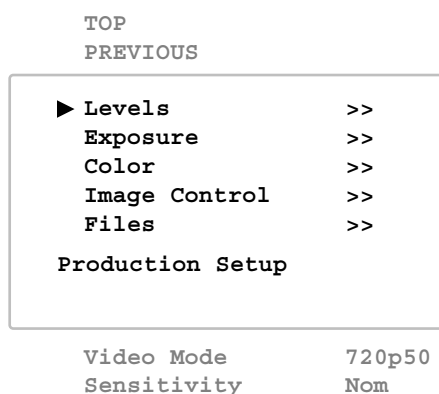 TOP
PREVIOUS
Levels >>
Exposure >>
Color >>
Image Control >>
Files >>
Production Setup
Video Mode 720p50
Sensitivity Nom